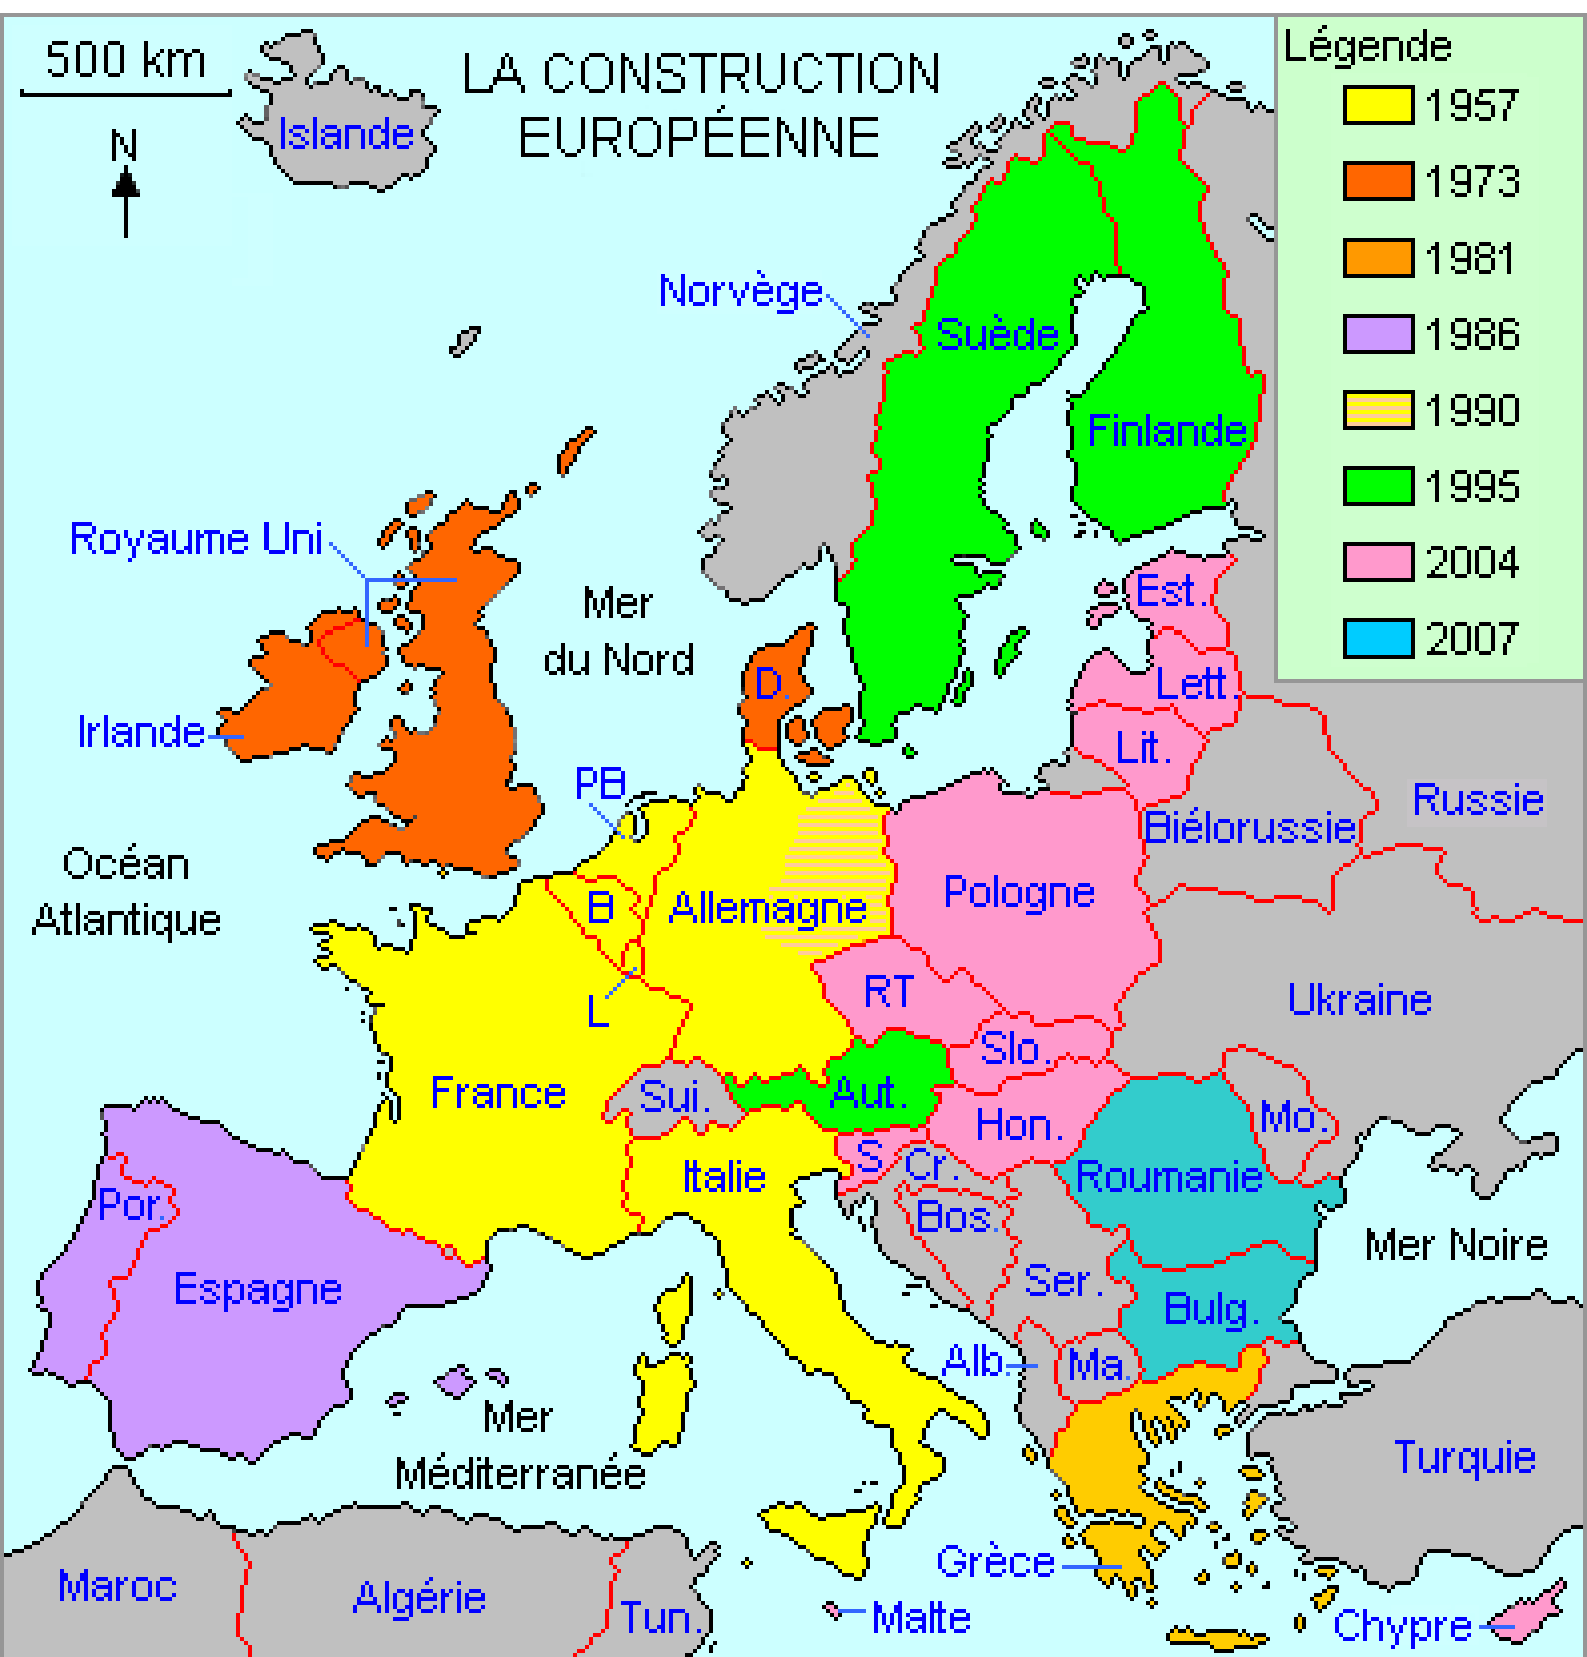 500 km
LA CONSTRUCTION
EUROPÉENNE
N
Légende
1957
1973
1981
1986
1990
1995
2004
2007
Islande
Norvège
Suède
Finlande
Royaume Uni
Irlande
Mer
du Nord
D.
Est.
Lett.
Lit.
PB
Biélorussie
Russie
Océan
Atlantique
B
Allemagne
Pologne
L
RT
Ukraine
Slo.
France
Sui.
Aut.
Hon.
Mo.
S
Cr.
Italie
Roumanie
Por.
Bos.
Espagne
Ser.
Mer Noire
Bulg.
Alb.
Ma.
Mer
Méditerranée
Turquie
Grèce
Maroc
Algérie
Tun.
Malte
Chypre